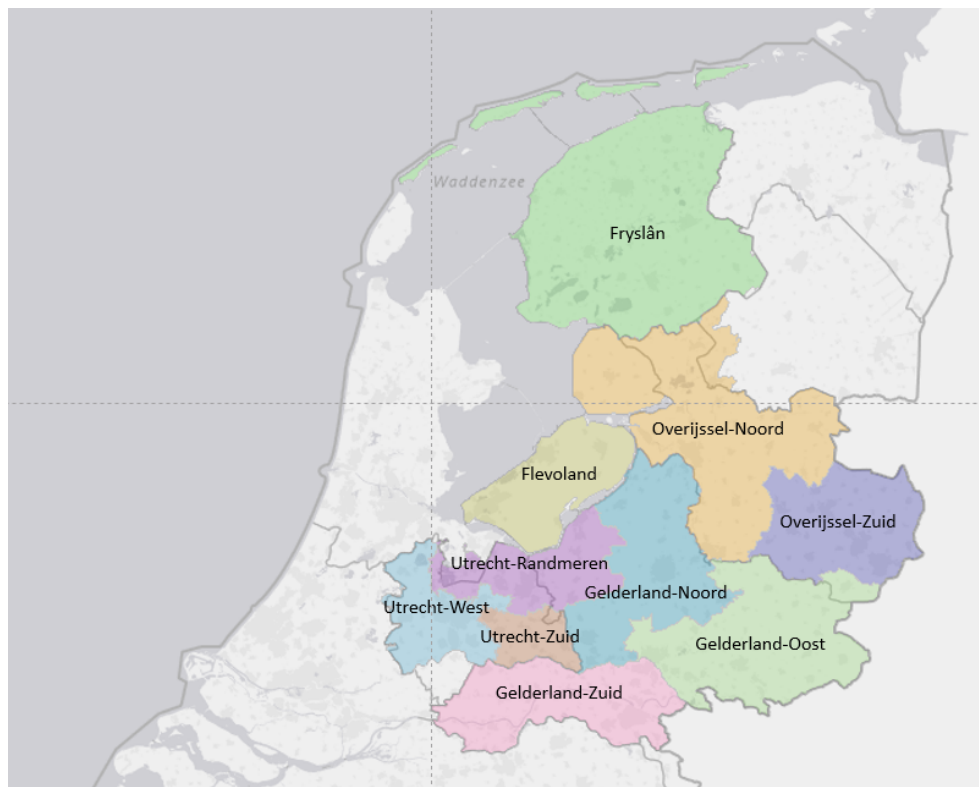 Waddenzee
Fryslân
Overijssel-Noord
Flevoland
Overijssel-Zuid
Utrecht-Randmeren
Gelderland-Noord
Utrecht-West
Utrecht-Zuid
Gelderland-Oost
Gelderland-Zuid